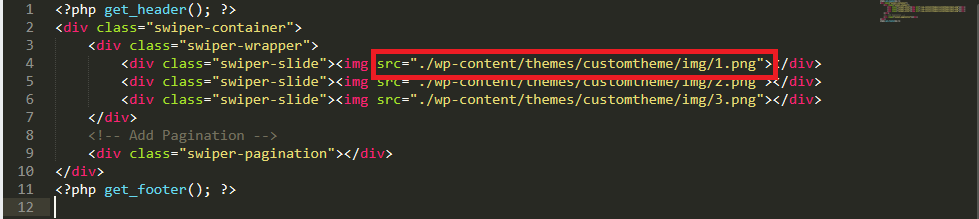 1 <?php get_header(); ?>
2 <div class="swiper-container">
3     <div class="swiper-wrapper">
4         <div class="swiper-slide"><img src="./wp-content/themes/customtheme/img/1.png"></div>
5         <div class="swiper-slide"><img src="./wp-content/themes/customtheme/img/2.png"></div>
6         <div class="swiper-slide"><img src="./wp-content/themes/customtheme/img/3.png"></div>
7     </div>
8     <!-- Add Pagination -->
9     <div class="swiper-pagination"></div>
10 </div>
11 <?php get_footer(); ?>
12